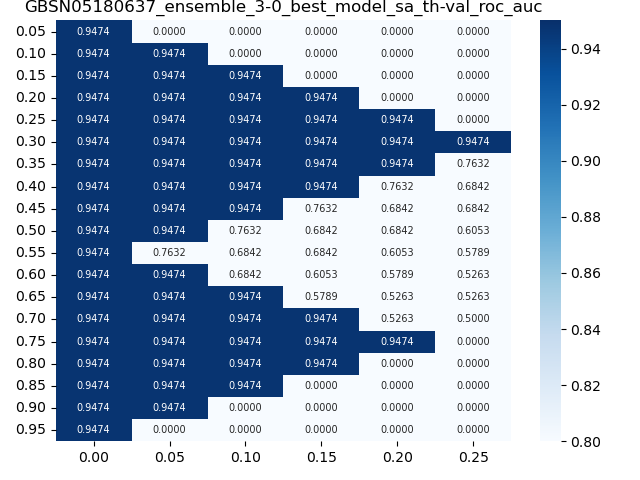 GBSN05180637_ensemble_3-0_best_model_sa_th-val_roc_auc
0.05 0.9474 0.0000 0.0000 0.0000 0.0000 0.0000
0.10 0.9474 0.9474 0.0000 0.0000 0.0000 0.0000
0.15 0.9474 0.9474 0.9474 0.0000 0.0000 0.0000
0.20 0.9474 0.9474 0.9474 0.9474 0.0000 0.0000
0.25 0.9474 0.9474 0.9474 0.9474 0.9474 0.0000
0.30 0.9474 0.9474 0.9474 0.9474 0.9474 0.9474
0.35 0.9474 0.9474 0.9474 0.9474 0.9474 0.7632
0.40 0.9474 0.9474 0.9474 0.9474 0.7632 0.6842
0.45 0.9474 0.9474 0.9474 0.7632 0.6842 0.6842
0.50 0.9474 0.9474 0.7632 0.6842 0.6842 0.6053
0.55 0.9474 0.7632 0.6842 0.6842 0.6053 0.5789
0.60 0.9474 0.9474 0.6842 0.6053 0.5789 0.5263
0.65 0.9474 0.9474 0.9474 0.5789 0.5263 0.5263
0.70 0.9474 0.9474 0.9474 0.9474 0.5263 0.5000
0.75 0.9474 0.9474 0.9474 0.9474 0.9474 0.0000
0.80 0.9474 0.9474 0.9474 0.9474 0.0000 0.0000
0.85 0.9474 0.9474 0.9474 0.0000 0.0000 0.0000
0.90 0.9474 0.9474 0.0000 0.0000 0.0000 0.0000
0.95 0.9474 0.0000 0.0000 0.0000 0.0000 0.0000
0.00 0.05 0.10 0.15 0.20 0.25
0.94
0.92
0.90
0.88
0.86
0.84
0.82
0.80